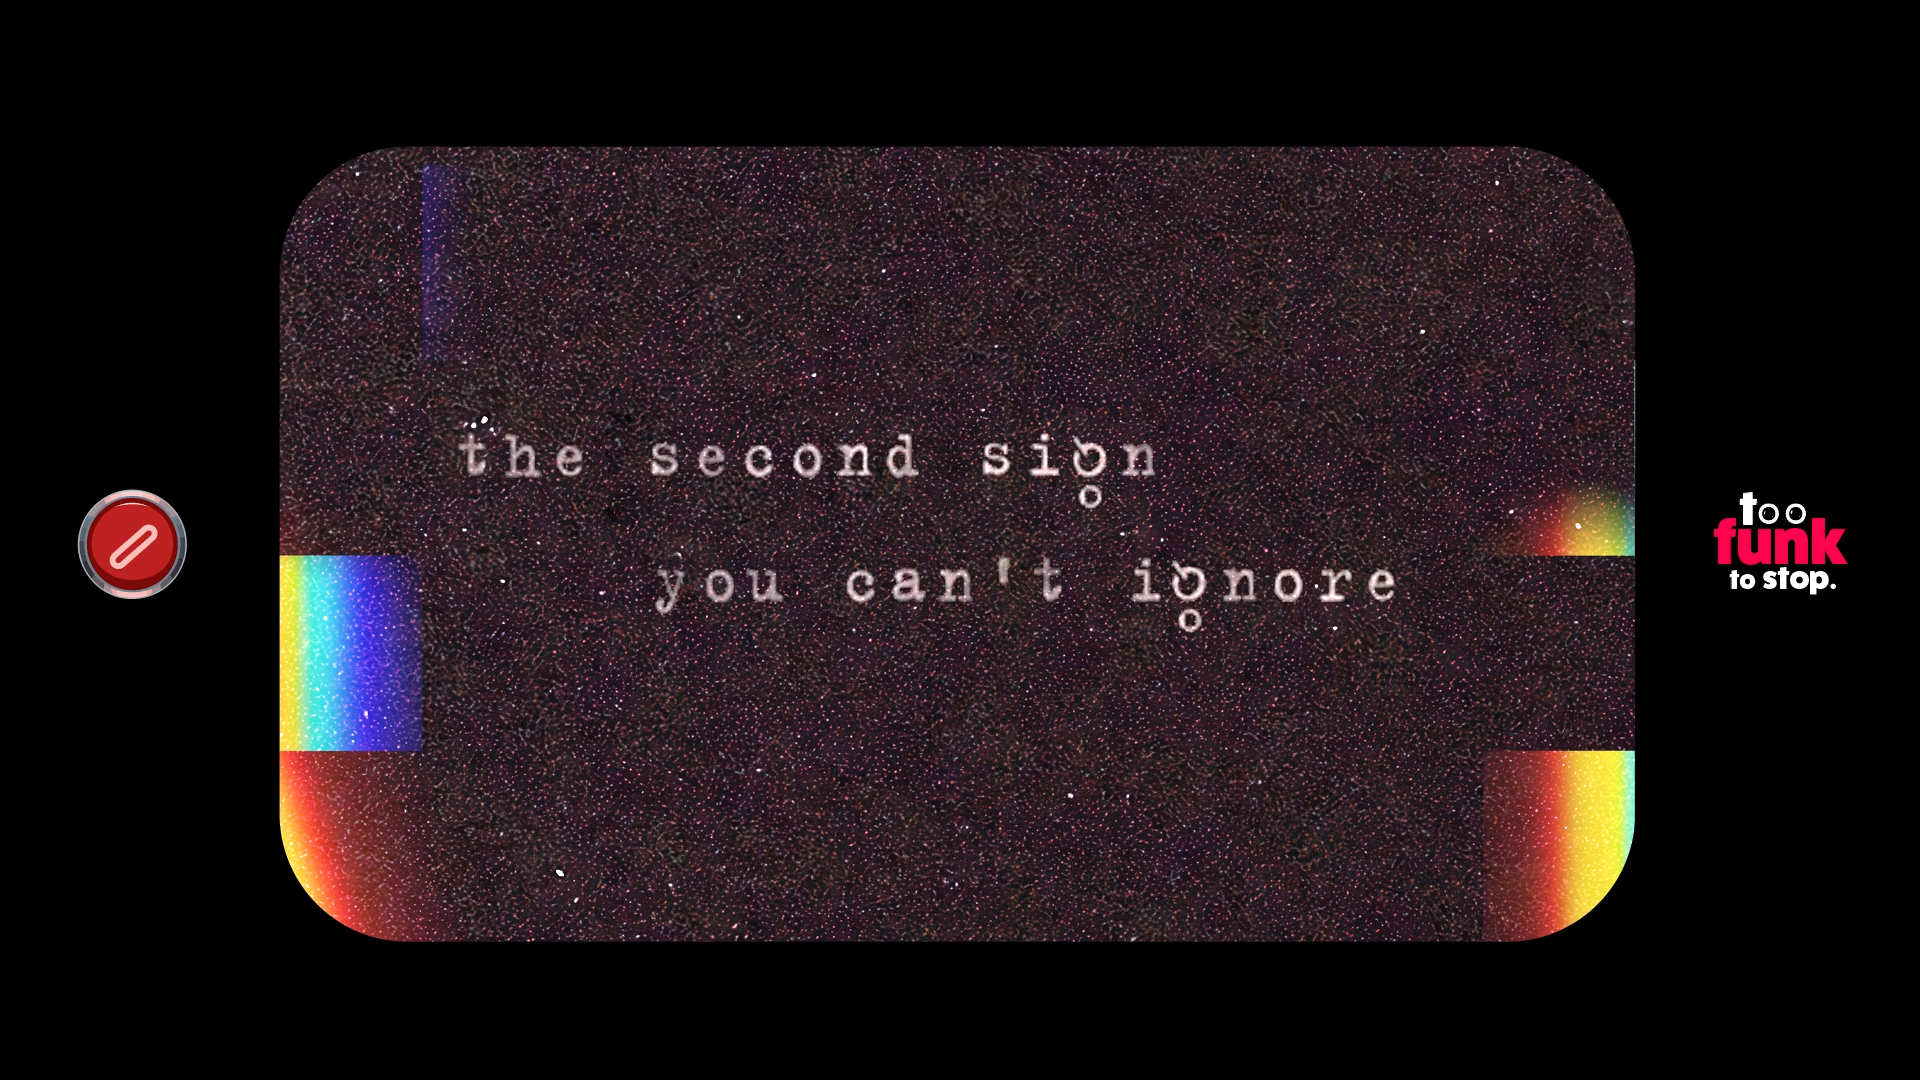 the second sign
you can't ignore
too
funk
to stop.